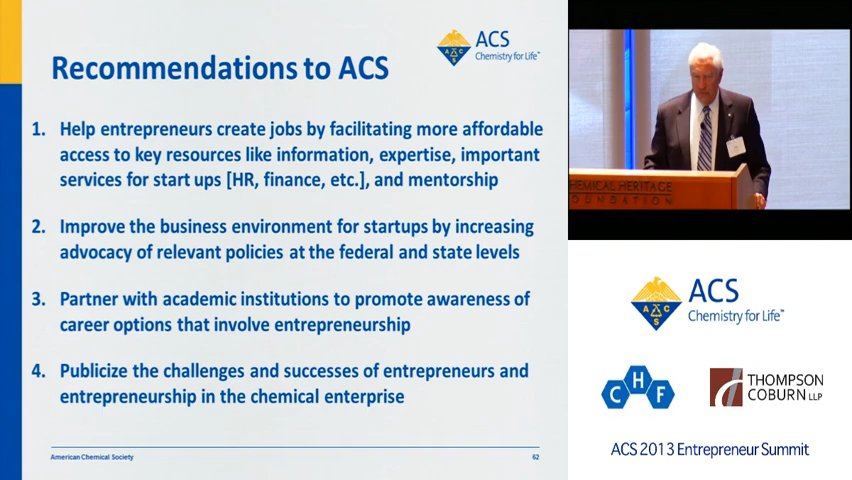 Recommendations to ACS
ACS
Chemistry for Life™
A C S
1. Help entrepreneurs create jobs by facilitating more affordable
access to key resources like information, expertise, important
services for start ups [HR, finance, etc.], and mentorship
2. Improve the business environment for startups by increasing
advocacy of relevant policies at the federal and state levels
3. Partner with academic institutions to promote awareness of
career options that involve entrepreneurship
4. Publicize the challenges and successes of entrepreneurs and
entrepreneurship in the chemical enterprise
American Chemical Society
62
HEMICAL HERITAGE
OUNDATION
ACS
Chemistry for Life™
A C S
C H F
THOMPSON
COBURN LLP
ACS 2013 Entrepreneur Summit